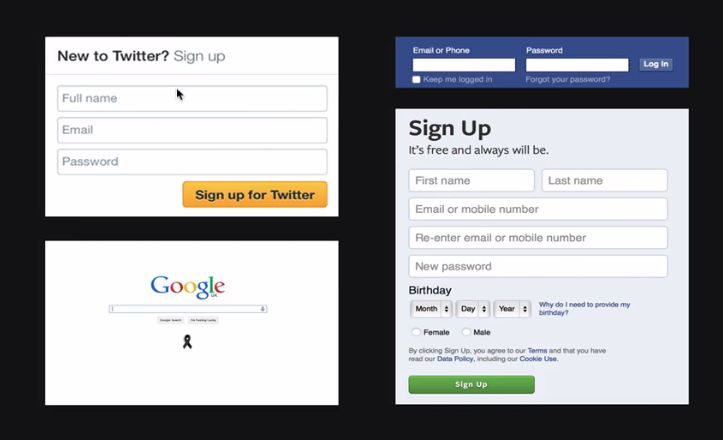 New to Twitter? Sign up
Full name
Email
Password
Sign up for Twitter
Google
UK
Google Search
I'm Feeling Lucky
Email or Phone
Password
Log in
Keep me logged in
Forgot your password?
Sign Up
It's free and always will be.
First name
Last name
Email or mobile number
Re-enter email or mobile number
New password
Birthday
Month
Day
Year
Why do I need to provide my
birthday?
Female
Male
By clicking Sign Up, you agree to our Terms and that you have
read our Data Policy, including our Cookie Use.
Sign Up